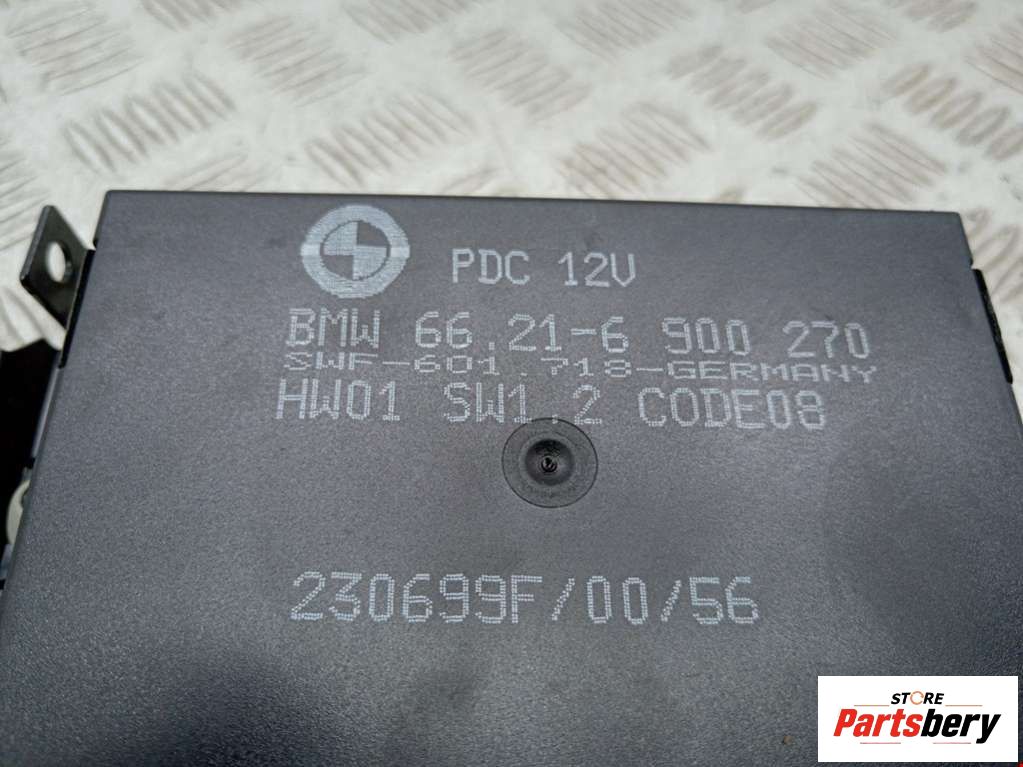 PDC 12V
BMW 66.21-6 900 270
SWF-601.718-GERMANY
HW01 SW1.2 CODE08
230699F/00/56
STORE
Partsbery